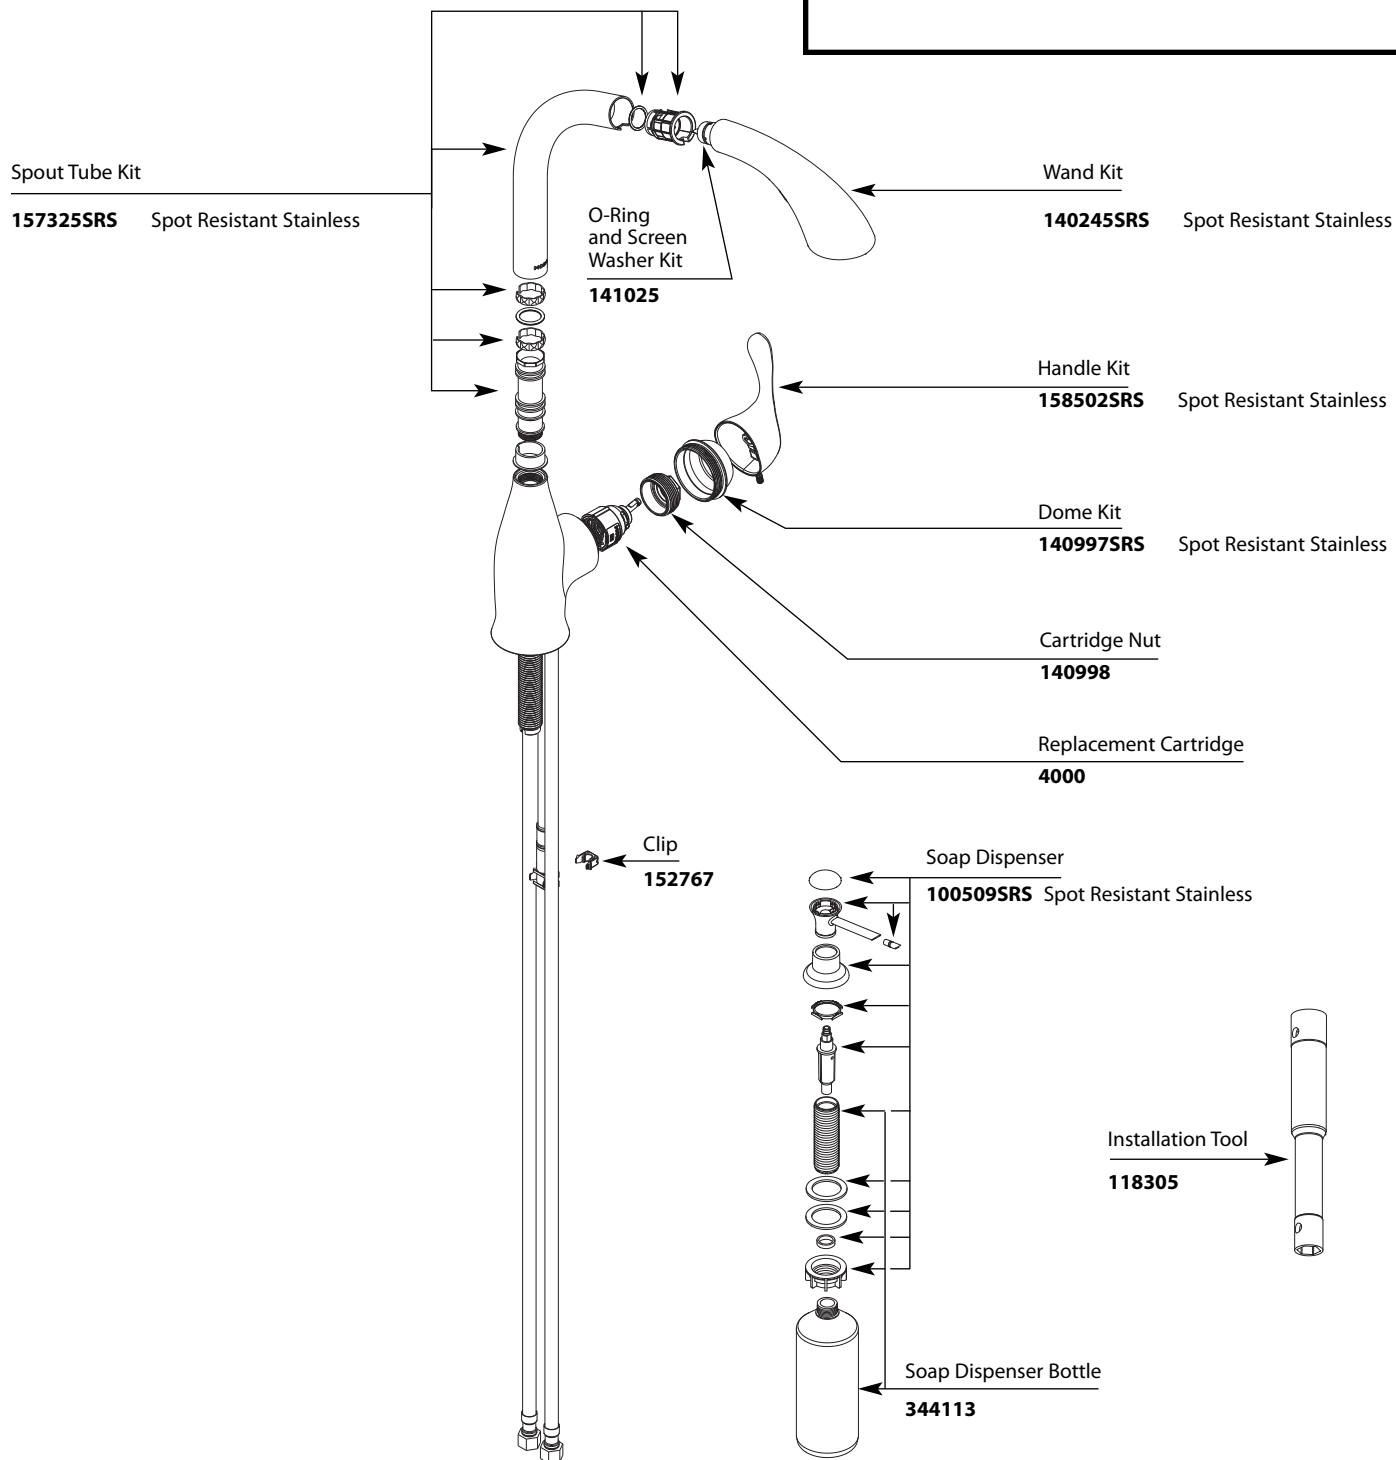 Spout Tube Kit
157325SRS Spot Resistant Stainless
O-Ring
and Screen
Washer Kit
141025
Wand Kit
140245SRS Spot Resistant Stainless
Handle Kit
158502SRS Spot Resistant Stainless
Dome Kit
140997SRS Spot Resistant Stainless
Cartridge Nut
140998
Replacement Cartridge
4000
Clip
152767
Soap Dispenser
100509SRS Spot Resistant Stainless
Installation Tool
118305
Soap Dispenser Bottle
344113